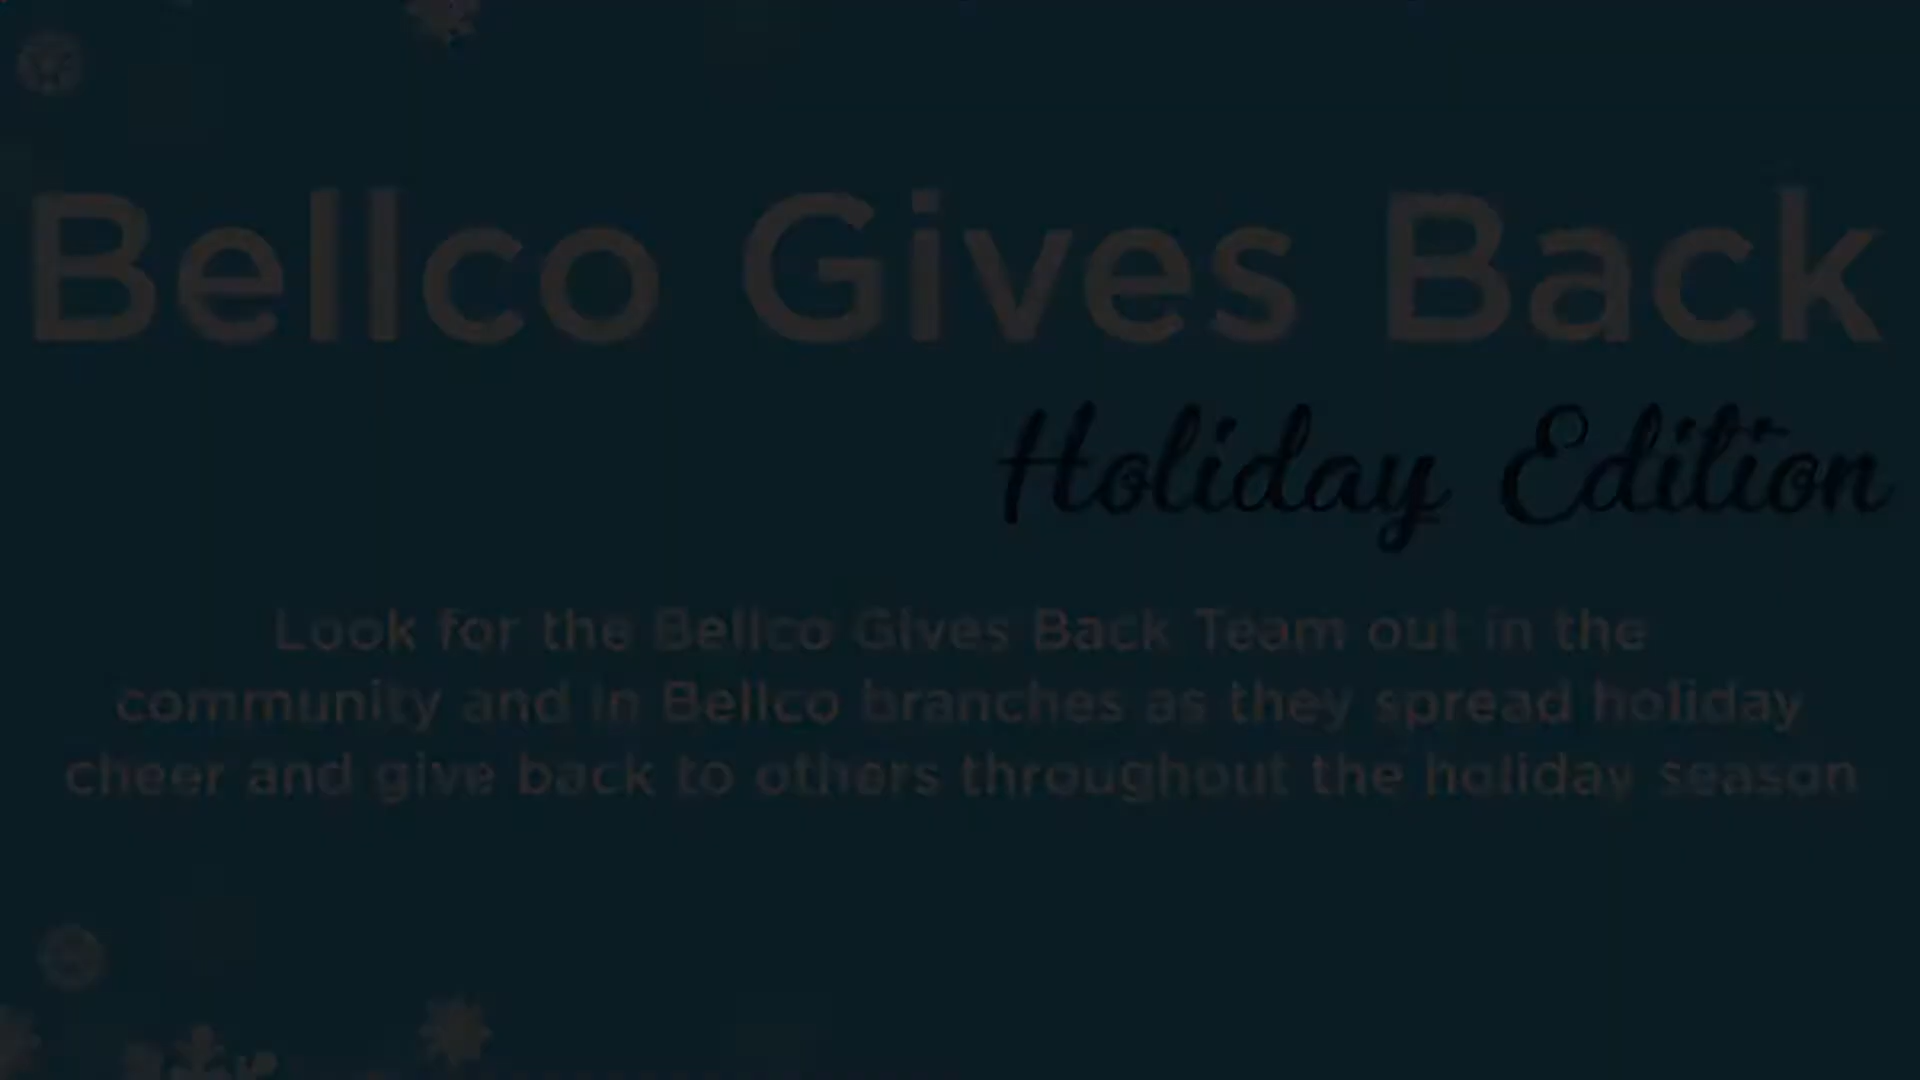 Bellco Gives Back
Holiday Edition
Look for the Bellco Gives Back Team out in the
community and in Bellco branches as they spread holiday
cheer and give back to others throughout the holiday season